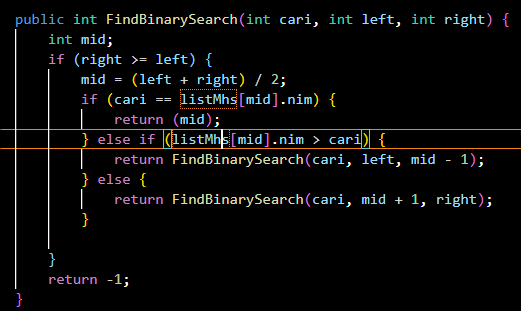 public int FindBinarySearch(int cari, int left, int right) {
    int mid;
    if (right >= left) {
        mid = (left + right) / 2;
        if (cari == listMhs[mid].nim) {
            return (mid);
        } else if (listMhs[mid].nim > cari) {
            return FindBinarySearch(cari, left, mid - 1);
        } else {
            return FindBinarySearch(cari, mid + 1, right);
        }
    }
    return -1;
}